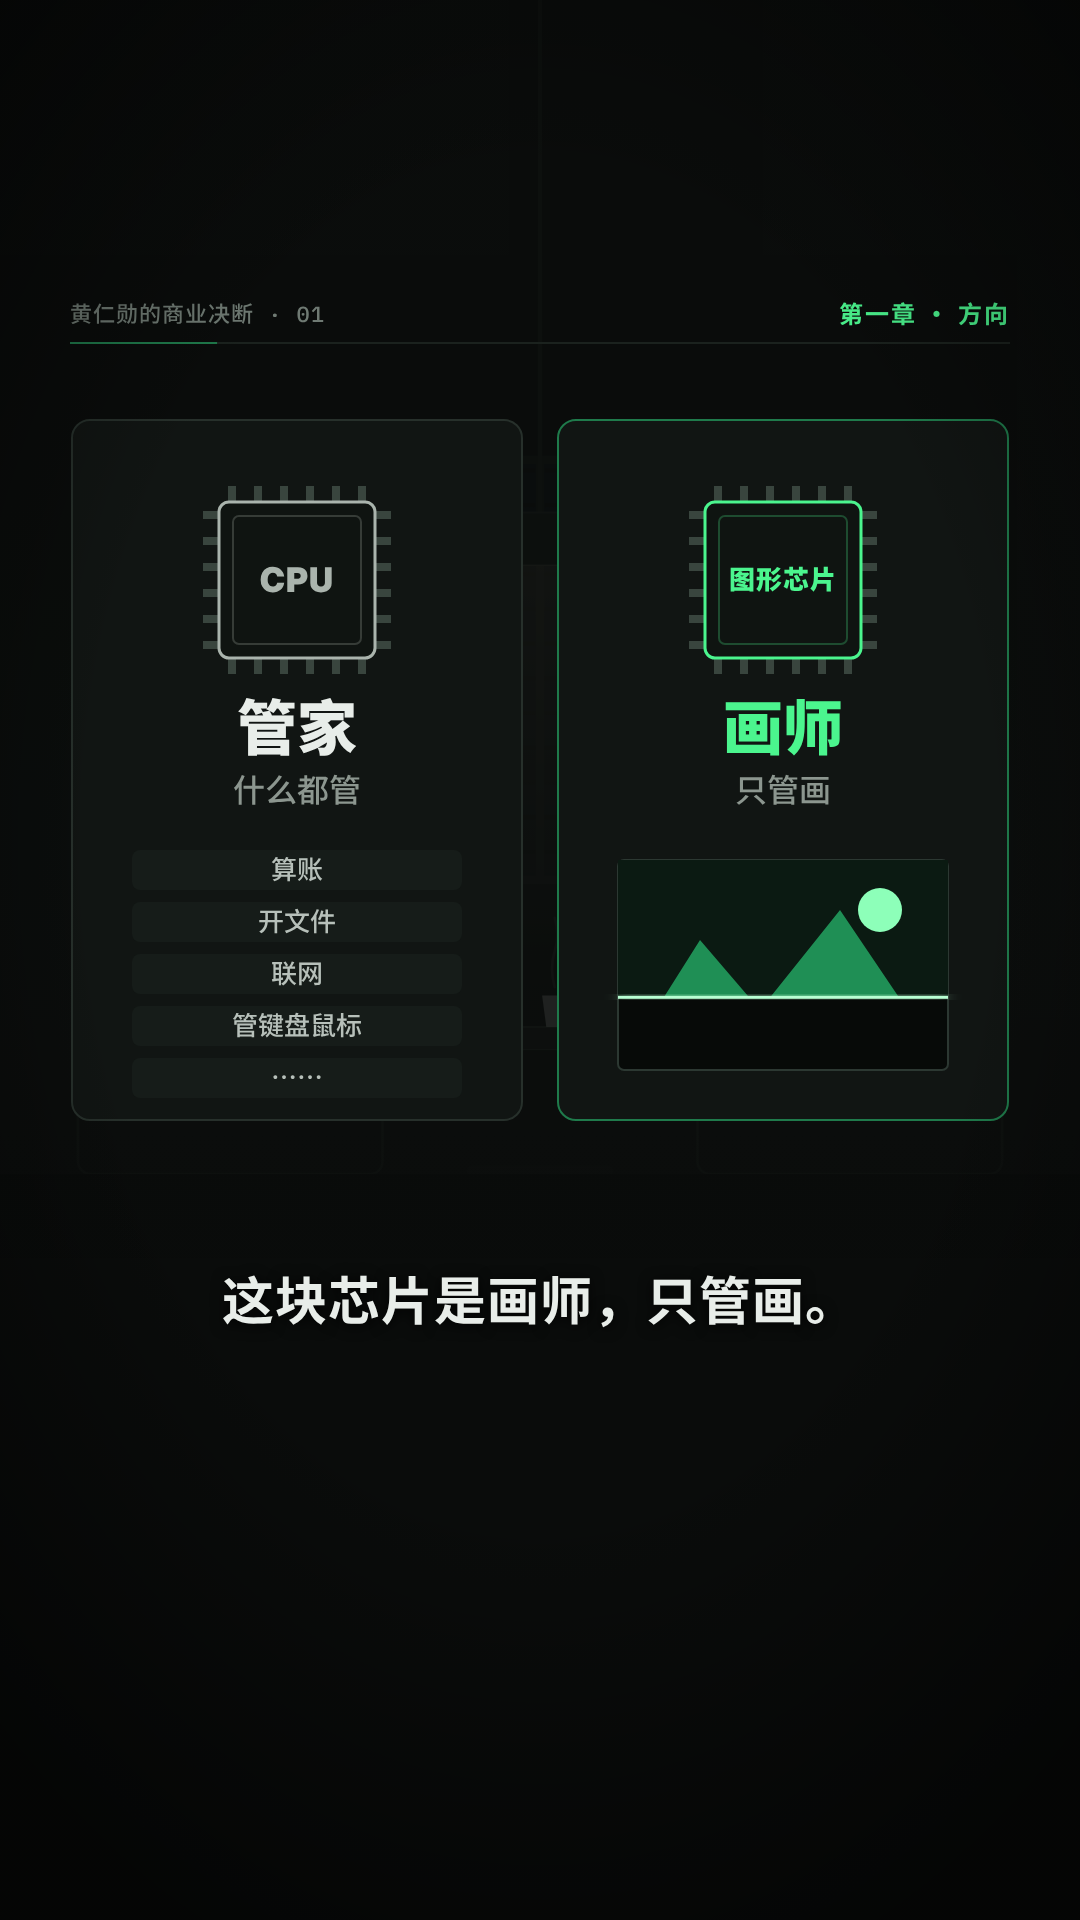 黄仁勋的商业决断 · 01
第一章 · 方向
CPU
管家
什么都管
算账
开文件
联网
管键盘鼠标
······
图形芯片
画师
只管画
这块芯片是画师，只管画。